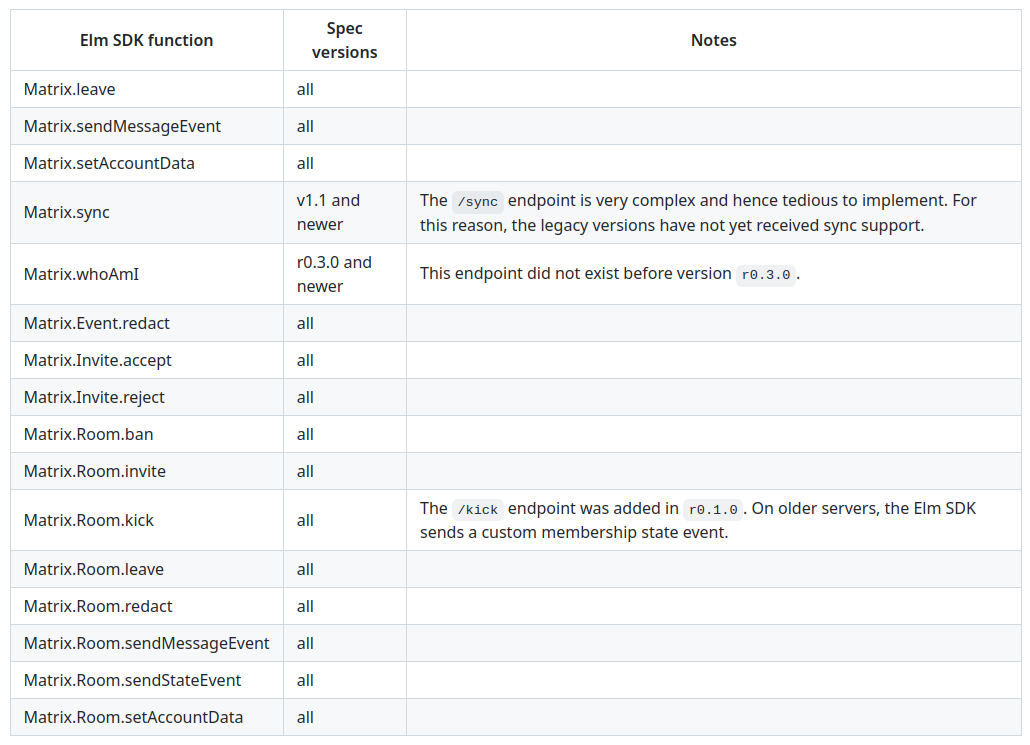 Elm SDK function
Spec
versions
Notes
Matrix.leave
all
Matrix.sendMessageEvent
all
Matrix.setAccountData
all
Matrix.sync
v1.1 and
newer
The /sync endpoint is very complex and hence tedious to implement. For
this reason, the legacy versions have not yet received sync support.
Matrix.whoAmI
r0.3.0 and
newer
This endpoint did not exist before version r0.3.0.
Matrix.Event.redact
all
Matrix.Invite.accept
all
Matrix.Invite.reject
all
Matrix.Room.ban
all
Matrix.Room.invite
all
Matrix.Room.kick
all
The /kick endpoint was added in r0.1.0. On older servers, the Elm SDK
sends a custom membership state event.
Matrix.Room.leave
all
Matrix.Room.redact
all
Matrix.Room.sendMessageEvent
all
Matrix.Room.sendStateEvent
all
Matrix.Room.setAccountData
all